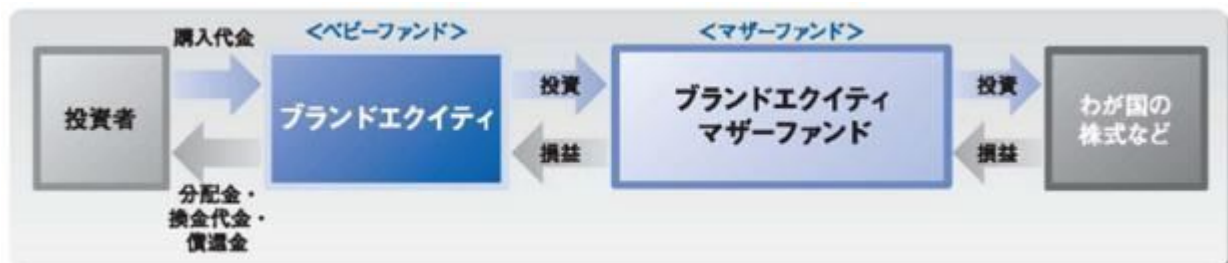 購入代金
＜ベビーファンド＞
＜マザーファンド＞
投資者
ブランドエクイティ
投資
損益
ブランドエクイティ
マザーファンド
投資
損益
わが国の
株式など
分配金・
換金代金・
償還金